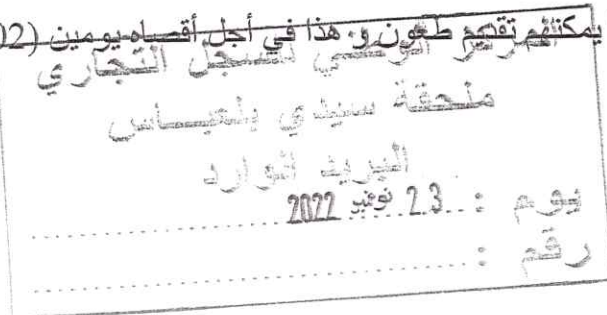 يمكنهم تقديم طعون و هذا في أجل أقصاه يومين (02
المركز الوطني للسجل التجاري
ملحقة سيدي بلعباس
البريد الوارد
يوم : 23 نوفمبر 2022
رقم :